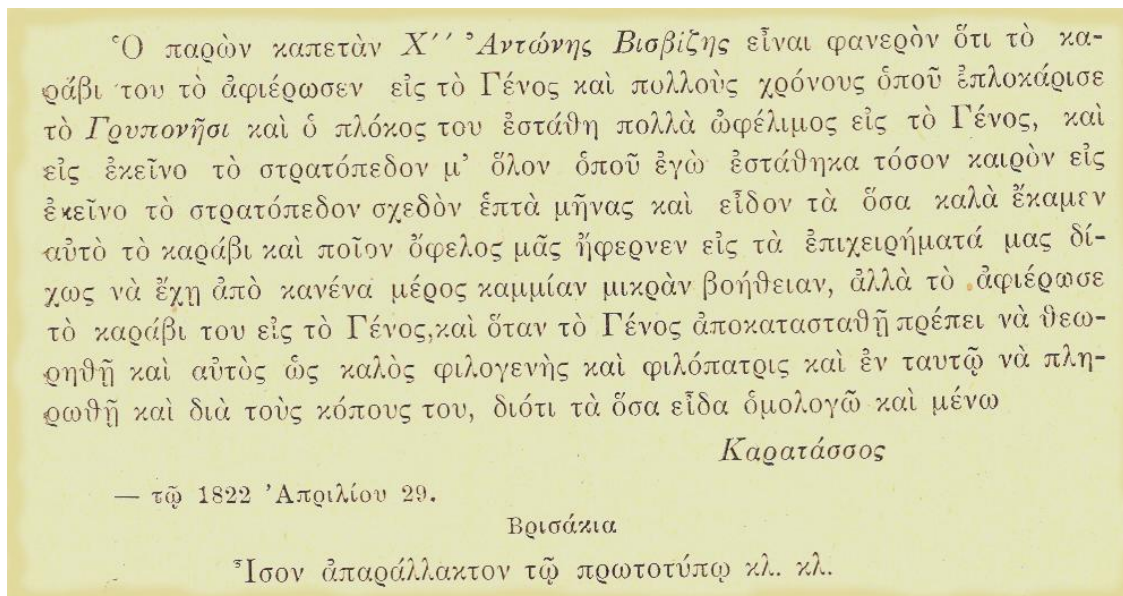 Ὁ παρὼν καπετὰν Χ'' Ἀντώνης Βισβίζης εἶναι φανερὸν ὅτι τὸ κα-
ράβι του τὸ ἀφιέρωσεν εἰς τὸ Γένος καὶ πολλοὺς χρόνους ὁποῦ ἐπλοκάρισε
τὸ Γρυπονῆσι καὶ ὁ πλόκος του ἐστάθη πολλὰ ὠφέλιμος εἰς τὸ Γένος, καὶ
εἰς ἐκεῖνο τὸ στρατόπεδον μ' ὅλον ὁποῦ ἐγὼ ἐστάθηκα τόσον καιρὸν εἰς
ἐκεῖνο τὸ στρατόπεδον σχεδὸν ἑπτὰ μῆνας καὶ εἶδον τὰ ὅσα καλὰ ἔκαμεν
αὐτὸ τὸ καράβι καὶ ποῖον ὄφελος μᾶς ἤφερνεν εἰς τὰ ἐπιχειρήματά μας δί-
χως νὰ ἔχῃ ἀπὸ κανένα μέρος καμμίαν μικρὰν βοήθειαν, ἀλλὰ τὸ ἀφιέρωσε
τὸ καράβι του εἰς τὸ Γένος, καὶ ὅταν τὸ Γένος ἀποκατασταθῇ πρέπει νὰ θεω-
ρηθῇ καὶ αὐτὸς ὡς καλὸς φιλογενὴς καὶ φιλόπατρις καὶ ἐν ταυτῷ νὰ πλη-
ρωθῇ καὶ διὰ τοὺς κόπους του, διότι τὰ ὅσα εἶδα ὁμολογῶ καὶ μένω
Καρατάσσος
— τῷ 1822 Ἀπριλίου 29.
Βρισάκια
Ἴσον ἀπαράλλακτον τῷ πρωτοτύπῳ κλ. κλ.